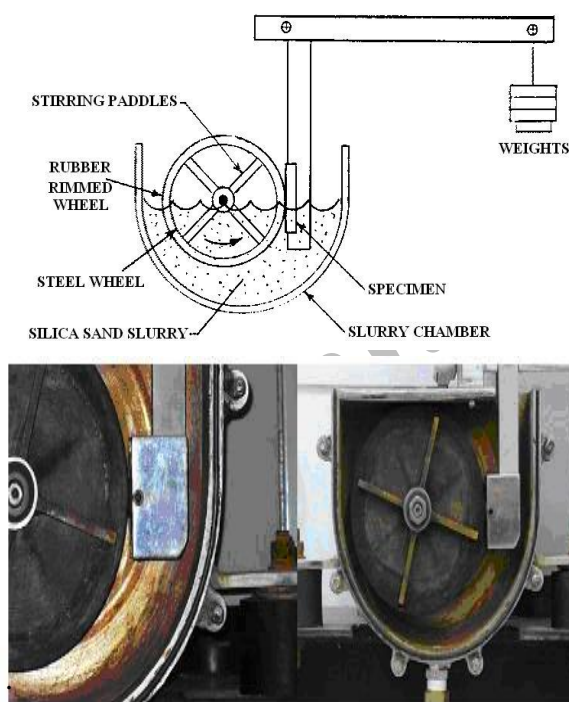 STIRRING PADDLES
WEIGHTS
RUBBER
RIMMED
WHEEL
STEEL WHEEL
SPECIMEN
SILICA SAND SLURRY
SLURRY CHAMBER